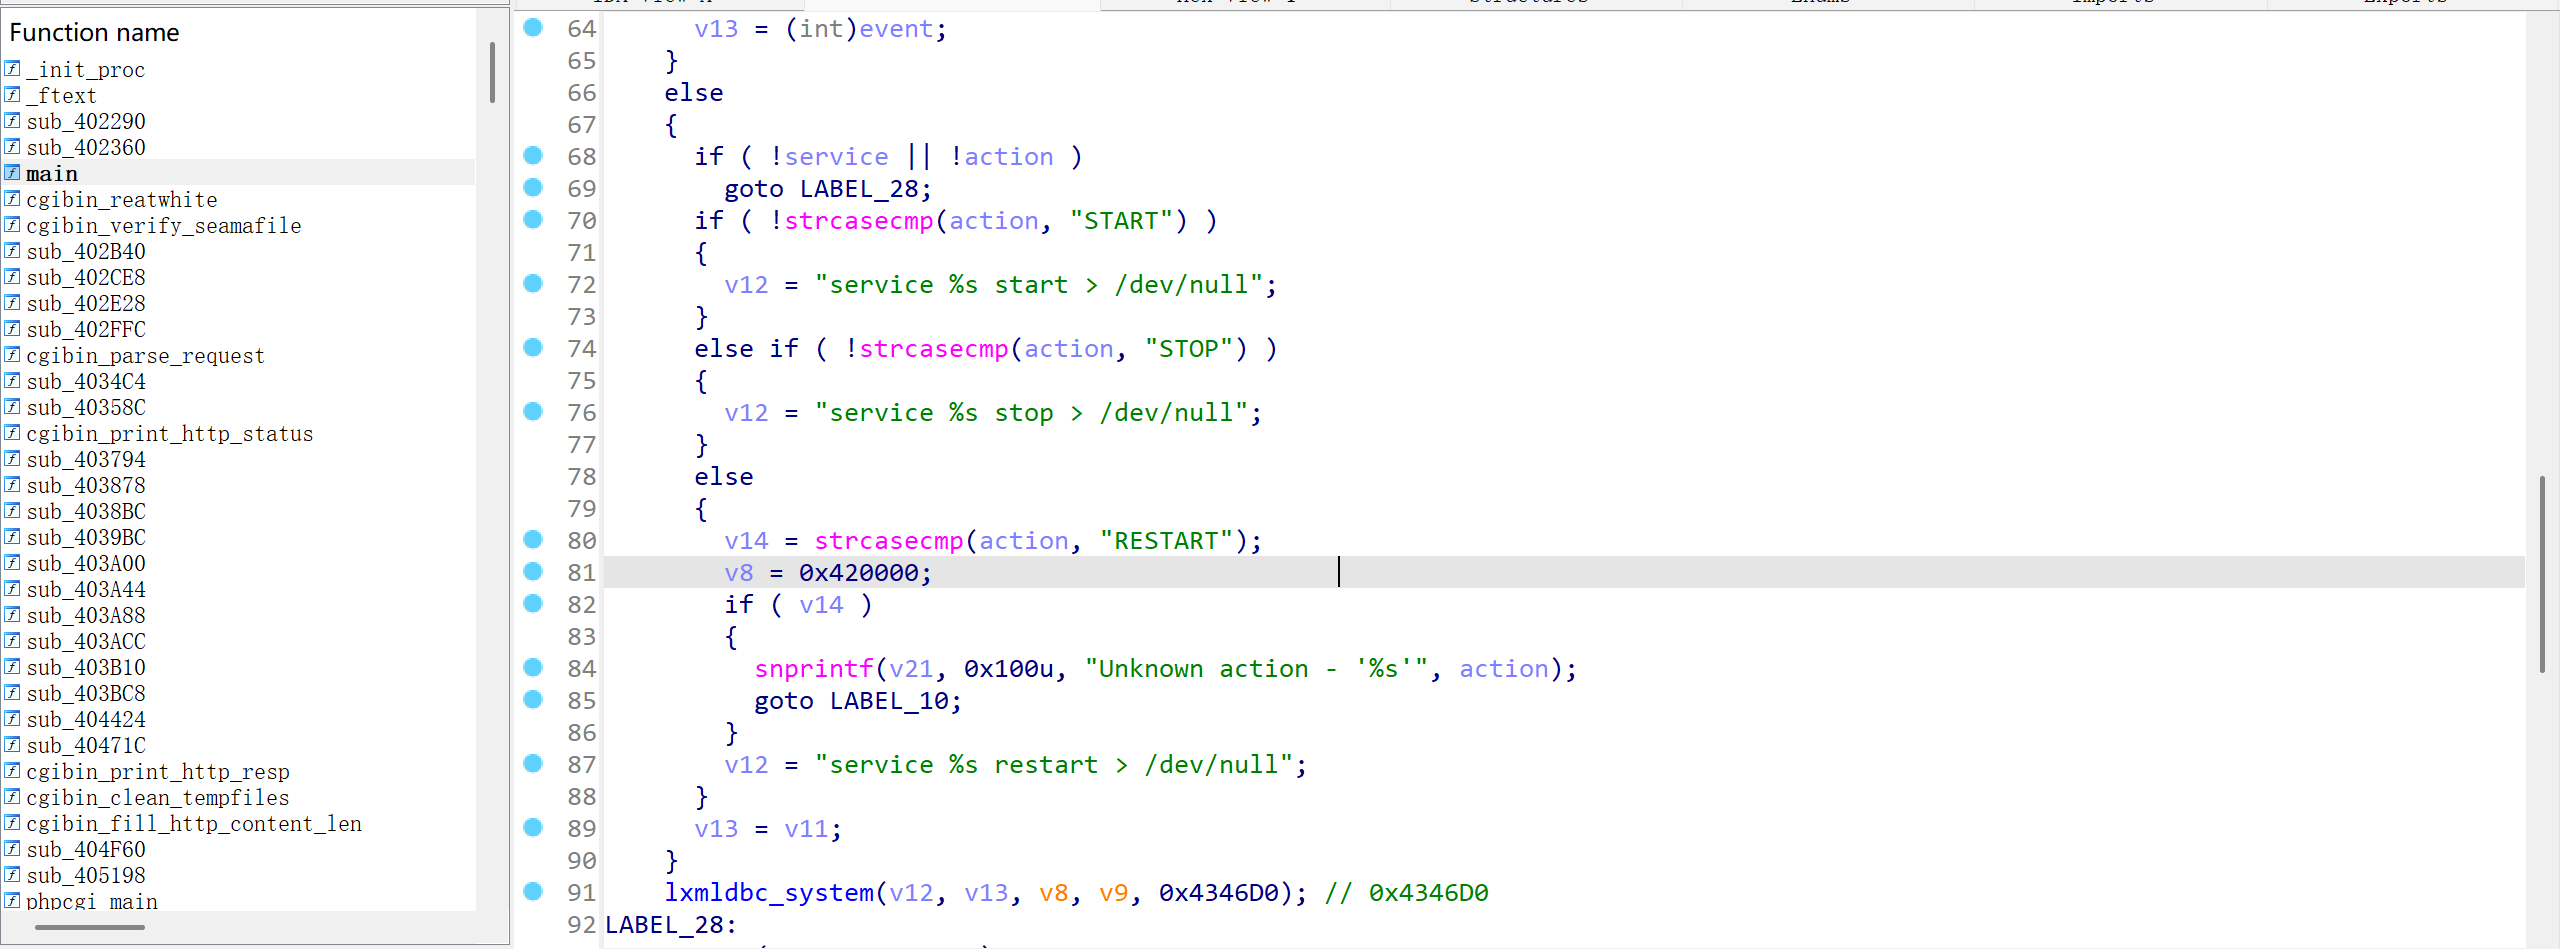 Function name
_init_proc
_ftext
sub_402290
sub_402360
main
cgibin_reatwhite
cgibin_verify_seamafile
sub_402B40
sub_402CE8
sub_402E28
sub_402FFC
cgibin_parse_request
sub_4034C4
sub_40358C
cgibin_print_http_status
sub_403794
sub_403878
sub_4038BC
sub_4039BC
sub_403A00
sub_403A44
sub_403A88
sub_403ACC
sub_403B10
sub_403BC8
sub_404424
sub_40471C
cgibin_print_http_resp
cgibin_clean_tempfiles
cgibin_fill_http_content_len
sub_404F60
sub_405198
phpcgi_main
64 v13 = (int)event;
65 }
66 else
67 {
68 if ( !service || !action )
69 goto LABEL_28;
70 if ( !strcasecmp(action, "START") )
71 {
72 v12 = "service %s start > /dev/null";
73 }
74 else if ( !strcasecmp(action, "STOP") )
75 {
76 v12 = "service %s stop > /dev/null";
77 }
78 else
79 {
80 v14 = strcasecmp(action, "RESTART");
81 v8 = 0x420000;
82 if ( v14 )
83 {
84 snprintf(v21, 0x100u, "Unknown action - '%s'", action);
85 goto LABEL_10;
86 }
87 v12 = "service %s restart > /dev/null";
88 }
89 v13 = v11;
90 }
91 lxmldbc_system(v12, v13, v8, v9, 0x4346D0); // 0x4346D0
92 LABEL_28: